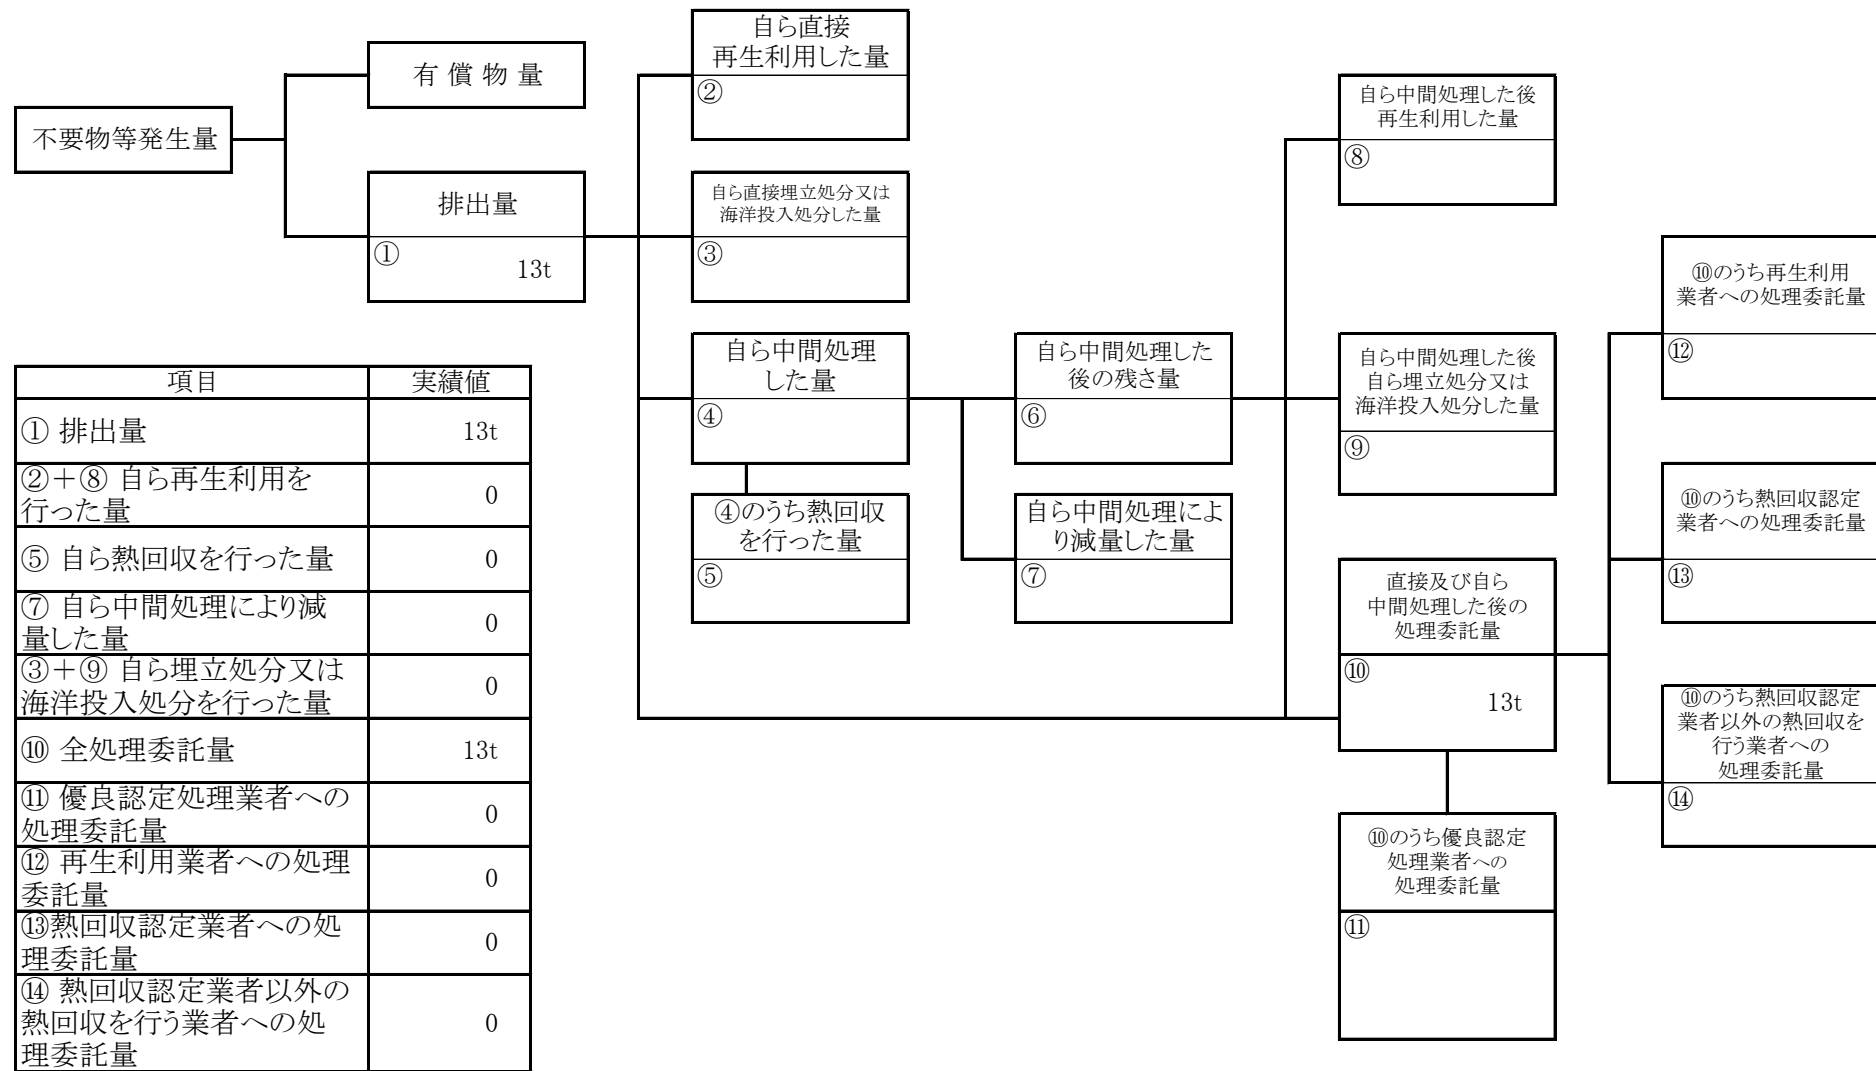 不要物等発生量
有 償 物 量
排出量
①
13t
自ら直接
再生利用した量
②
自ら直接埋立処分又は
海洋投入処分した量
③
自ら中間処理
した量
④
④のうち熱回収
を行った量
⑤
自ら中間処理した
後の残さ量
⑥
自ら中間処理によ
り減量した量
⑦
自ら中間処理した後
再生利用した量
⑧
自ら中間処理した後
自ら埋立処分又は
海洋投入処分した量
⑨
直接及び自ら
中間処理した後の
処理委託量
⑩
13t
⑩のうち優良認定
処理業者への
処理委託量
⑪
⑩のうち再生利用
業者への処理委託量
⑫
⑩のうち熱回収認定
業者への処理委託量
⑬
⑩のうち熱回収認定
業者以外の熱回収を
行う業者への
処理委託量
⑭
項目 実績値
① 排出量 13t
②+⑧ 自ら再生利用を
行った量 0
⑤ 自ら熱回収を行った量 0
⑦ 自ら中間処理により減
量した量 0
③+⑨ 自ら埋立処分又は
海洋投入処分を行った量 0
⑩ 全処理委託量 13t
⑪ 優良認定処理業者への
処理委託量 0
⑫ 再生利用業者への処理
委託量 0
⑬熱回収認定業者への処
理委託量 0
⑭ 熱回収認定業者以外の
熱回収を行う業者への処 0
理委託量